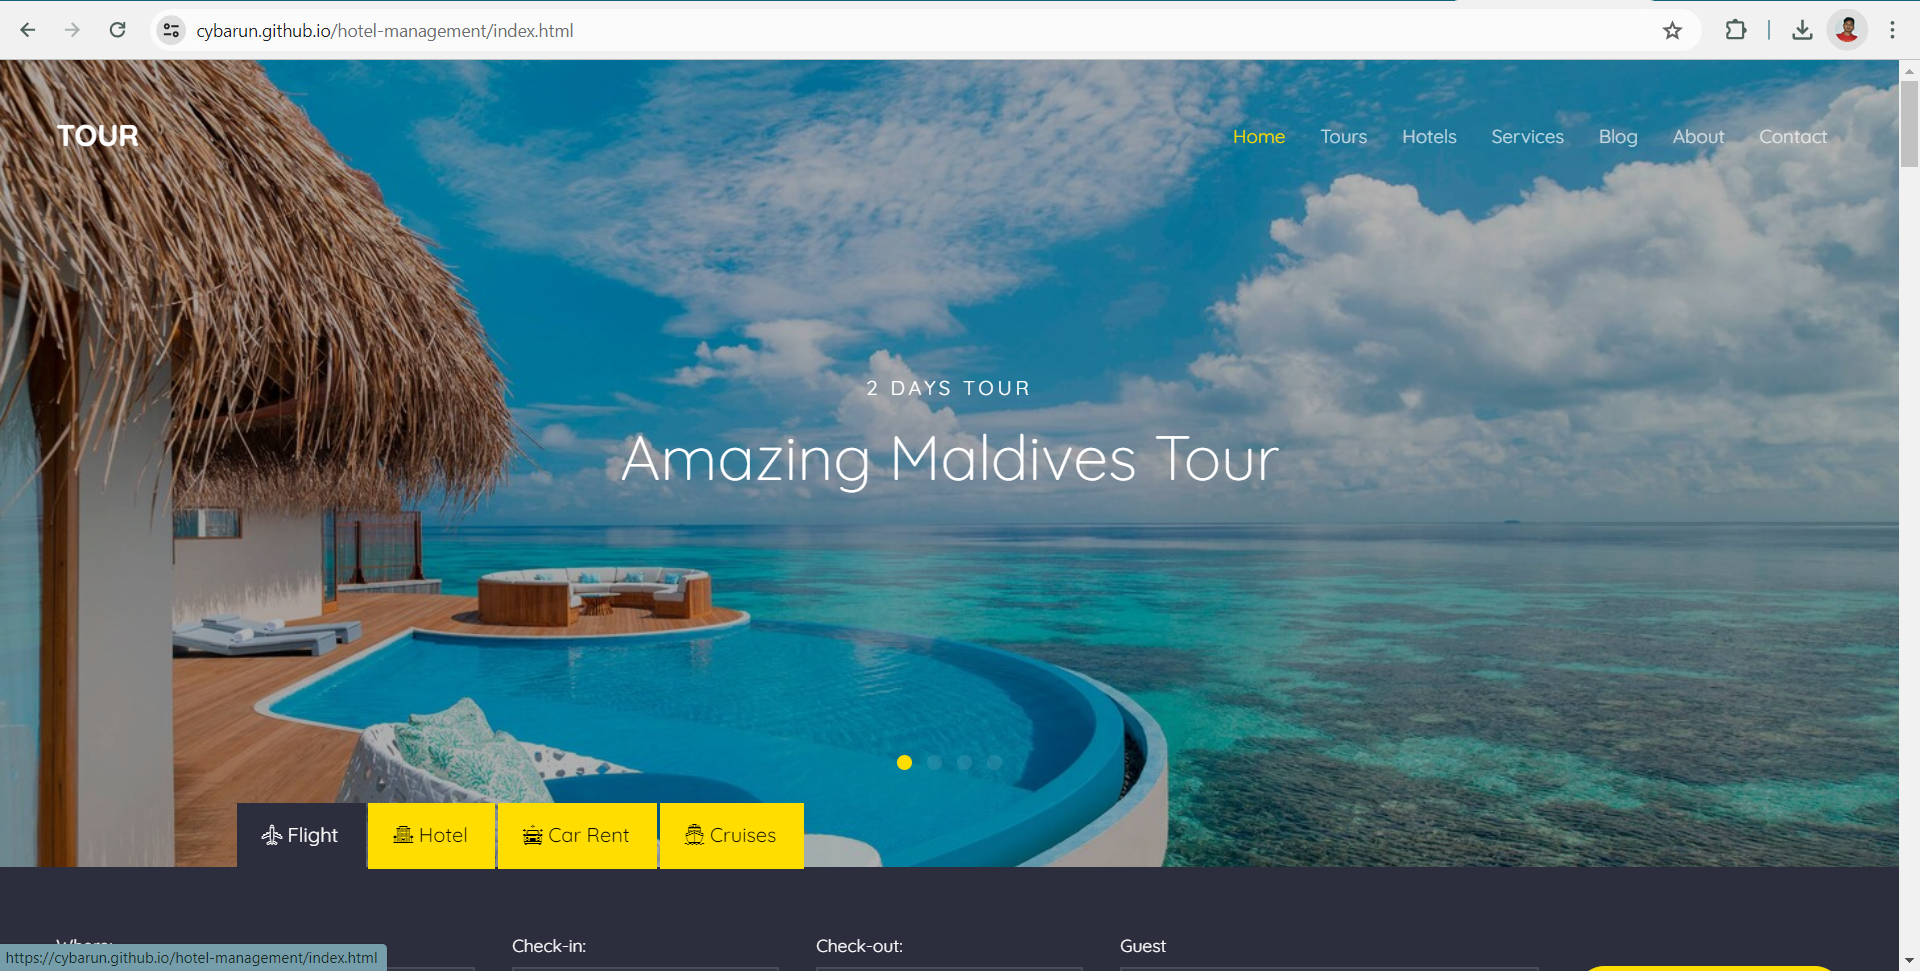 cybarun.github.io/hotel-management/index.html
TOUR
Home Tours Hotels Services Blog About Contact
2 DAYS TOUR
Amazing Maldives Tour
Flight Hotel Car Rent Cruises
Check-in: Check-out: Guest
https://cybarun.github.io/hotel-management/index.html